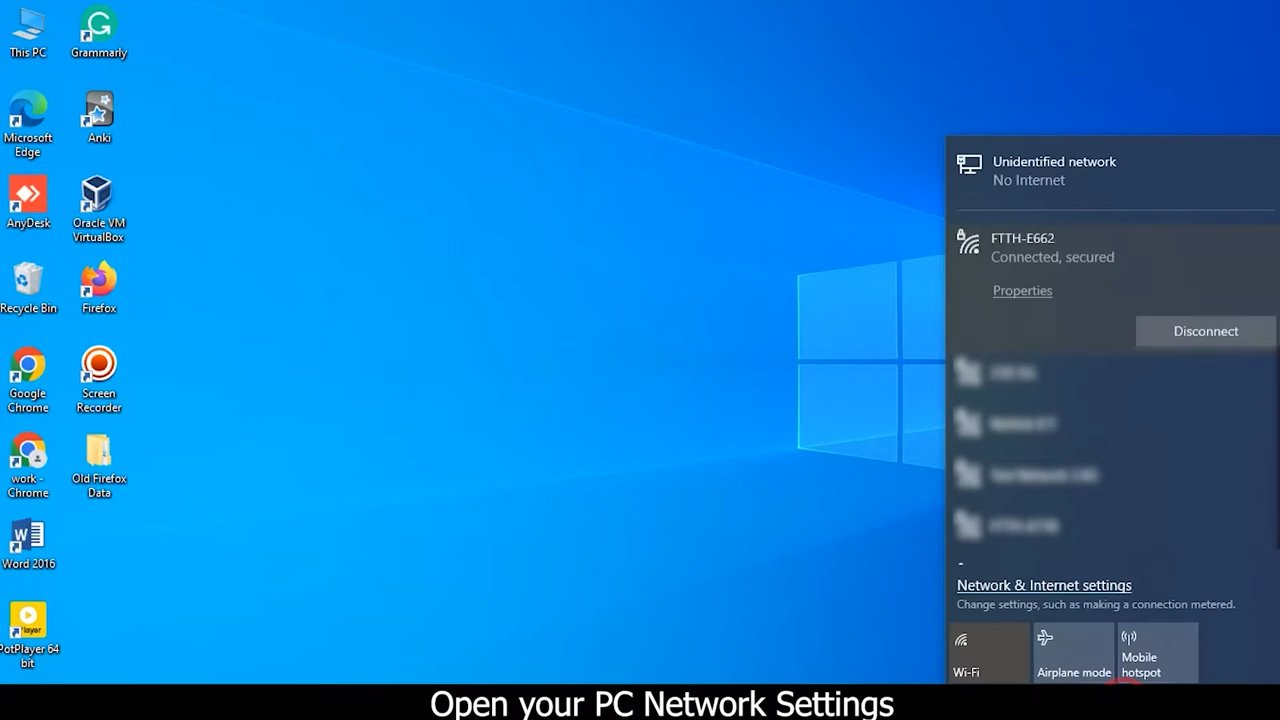 This PC
Grammarly
Microsoft
Edge
Anki
AnyDesk
Oracle VM
VirtualBox
Recycle Bin
Firefox
Google
Chrome
Screen
Recorder
work -
Chrome
Old Firefox
Data
Word 2016
Player
PotPlayer 64
bit
Unidentified network
No Internet
FTTH-E662
Connected, secured
Properties
Disconnect
Network & Internet settings
Change settings, such as making a connection metered.
Wi-Fi
Airplane mode
Mobile
hotspot
Open your PC Network Settings